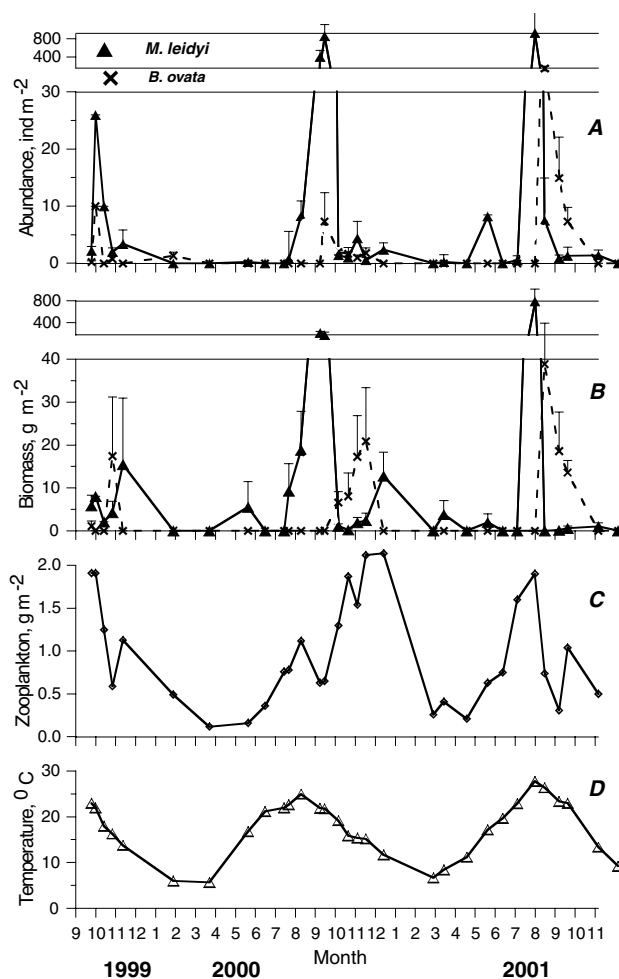 800
400
M. leidyi
B. ovata
30
20
10
0
Abundance, ind m-2
A
800
400
40
30
20
10
0
Biomass, g m-2
B
2.0
1.5
1.0
0.5
0.0
Zooplankton, g m-2
C
30
20
10
0
Temperature, 0 C
D
9 10 11 12 1 2 3 4 5 6 7 8 9 10 11 12 1 2 3 4 5 6 7 8 9 10 11
Month
1999 2000 2001